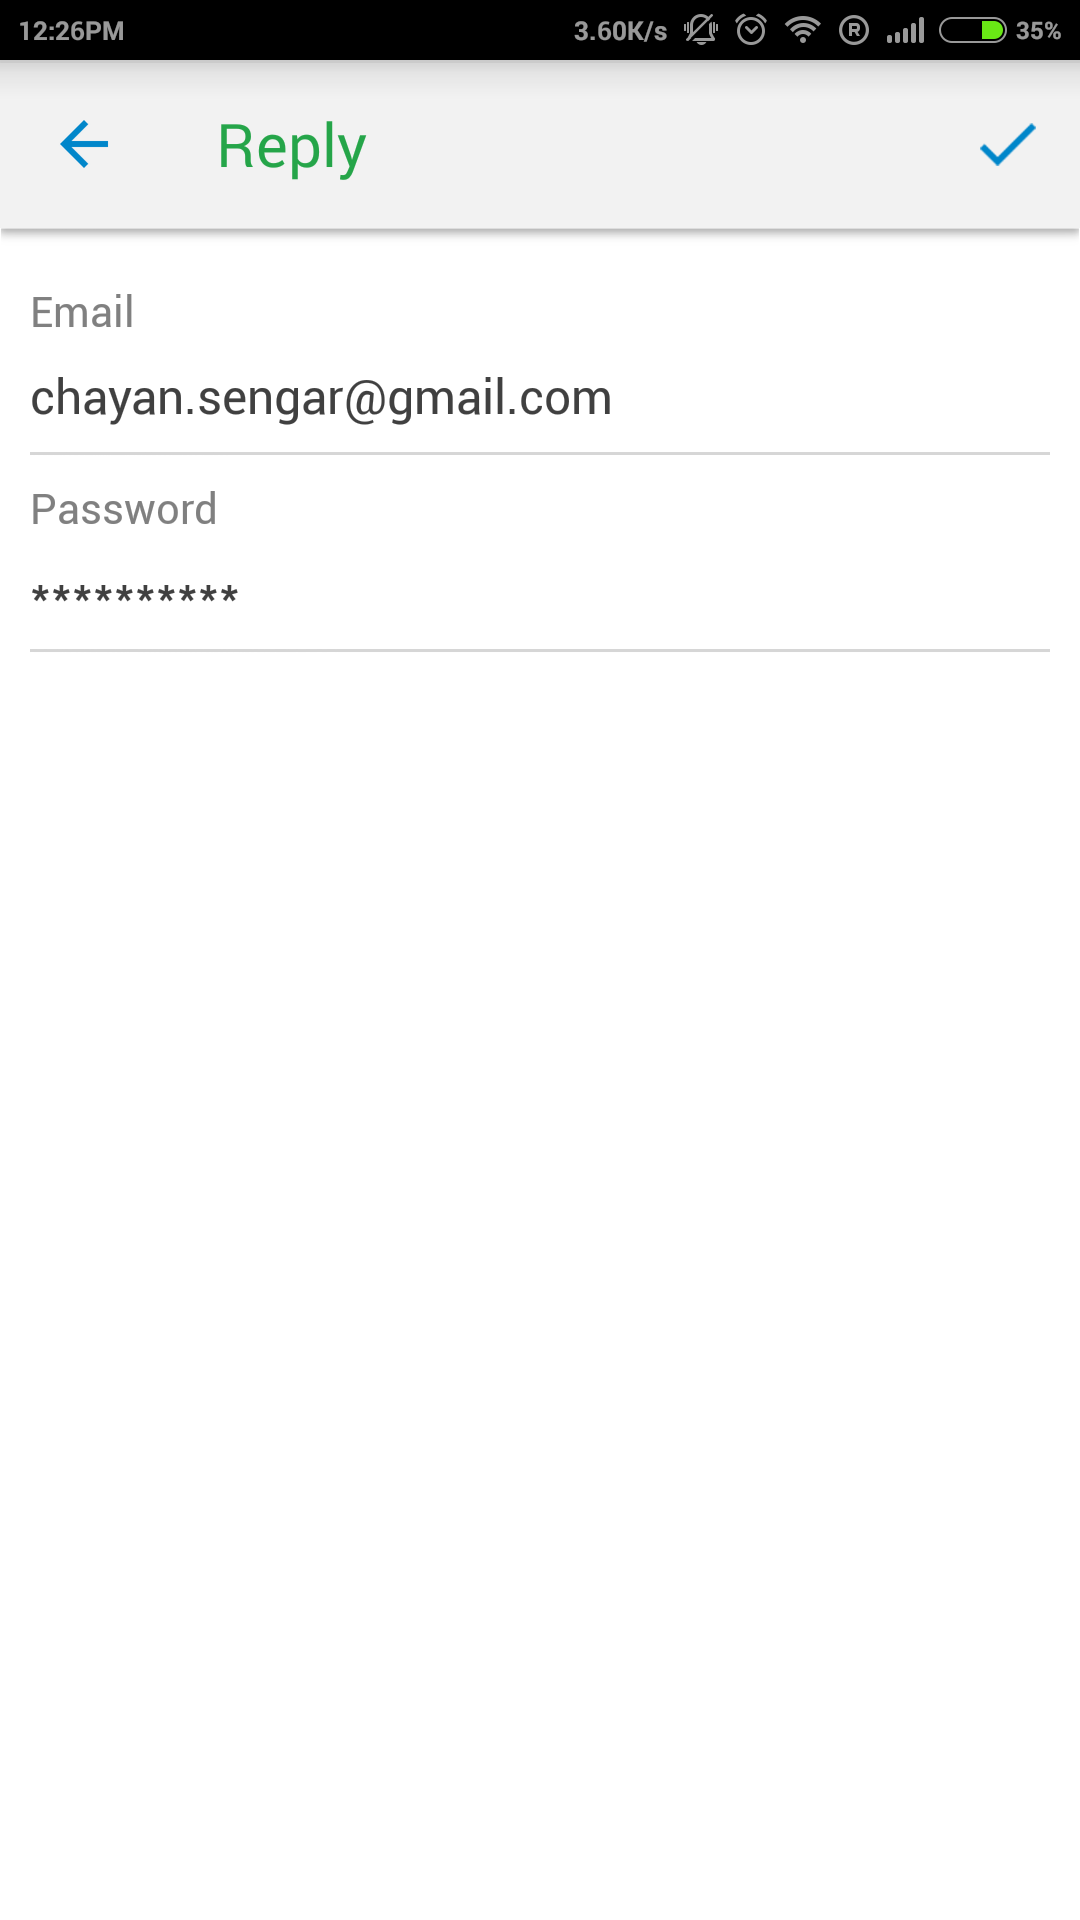 12:26PM 3.60K/s R 35%
Reply
Email
chayan.sengar@gmail.com
Password
**********